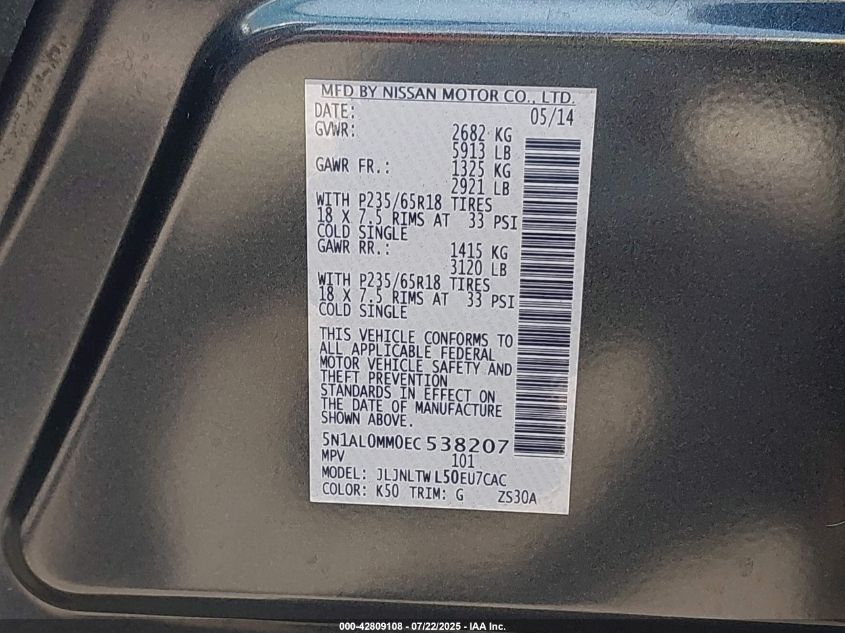 MFD BY NISSAN MOTOR CO., LTD.
DATE: 05/14
GVWR: 2682 KG
5913 LB
GAWR FR.: 1325 KG
2921 LB
WITH P235/65R18 TIRES
18 X 7.5 RIMS AT 33 PSI
COLD SINGLE
GAWR RR.: 1415 KG
3120 LB
WITH P235/65R18 TIRES
18 X 7.5 RIMS AT 33 PSI
COLD SINGLE
THIS VEHICLE CONFORMS TO
ALL APPLICABLE FEDERAL
MOTOR VEHICLE SAFETY AND
THEFT PREVENTION
STANDARDS IN EFFECT ON
THE DATE OF MANUFACTURE
SHOWN ABOVE.
5N1AL0MM0EC538207
MPV 101
MODEL: JLJNLTWL50EU7CAC
COLOR: K50 TRIM: G ZS30A
000-42809108 - 07/22/2025 - IAA Inc.